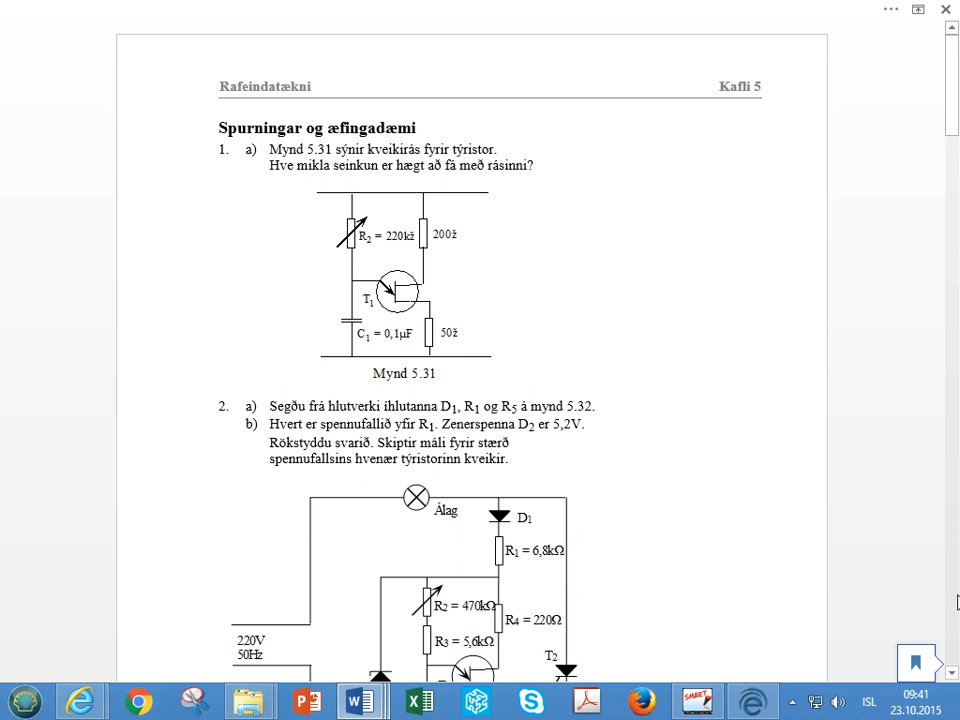 Rafeindatækni Kafli 5
Spurningar og æfingadæmi
1. a) Mynd 5.31 sýnir kveikirás fyrir týristor.
Hve mikla seinkun er hægt að fá með rásinni?
R2 = 220kž 200ž
T1
C1 = 0,1µF 50ž
Mynd 5.31
2. a) Segðu frá hlutverki íhlutanna D1, R1 og R5 á mynd 5.32.
b) Hvert er spennufallið yfir R1. Zenerspenna D2 er 5,2V.
Rökstyddu svarið. Skiptir máli fyrir stærð
spennufallsins hvenær týristorinn kveikir.
Álag D1
R1 = 6,8kΩ
R2 = 470kΩ
R4 = 220Ω
220V R3 = 5,6kΩ
50Hz T2
SMART
ISL
09:41
23.10.2015